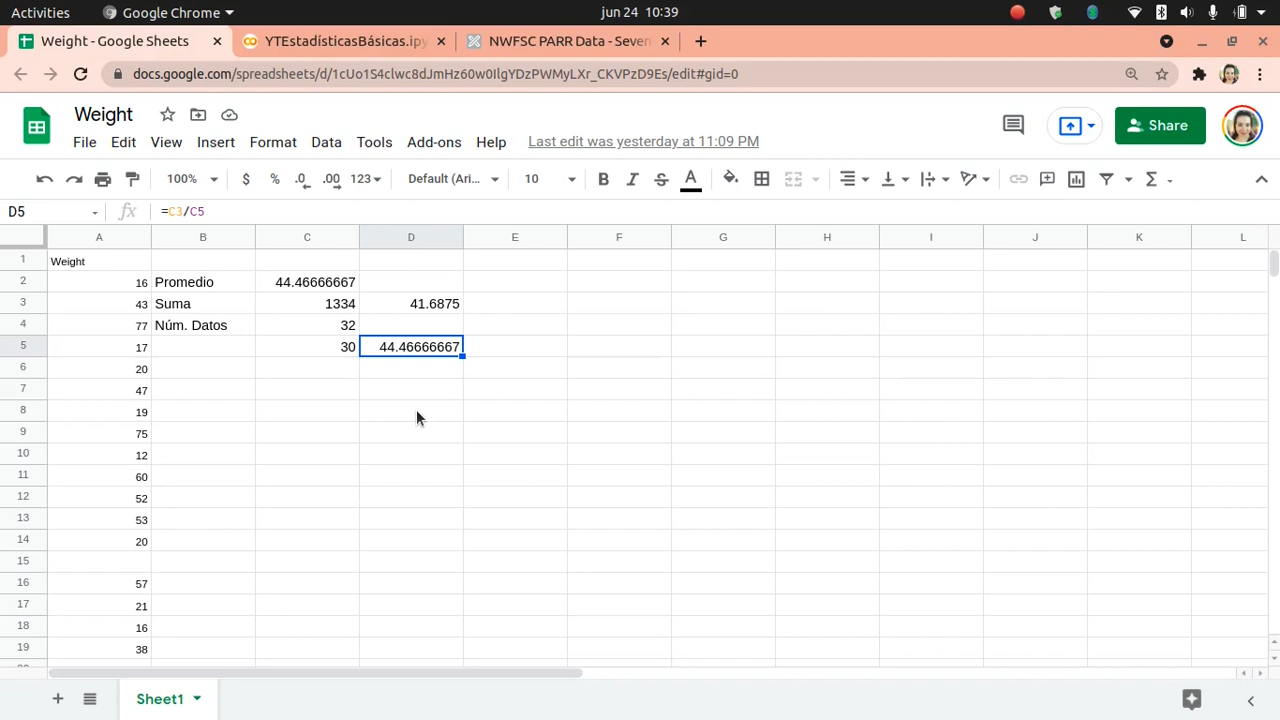 Activities Google Chrome jun 24 10:39
Weight - Google Sheets YTEstadísticasBásicas.ipy NWFSC PARR Data - Seven
docs.google.com/spreadsheets/d/1cUo1S4clwc8dJmHz60w0IlgYDzPWMyLXr_CKVPzD9Es/edit#gid=0
Weight
Share
File Edit View Insert Format Data Tools Add-ons Help Last edit was yesterday at 11:09 PM
100% $ % .0 .00 123 Default (Ari... 10 B I S A Σ
D5 fx =C3/C5
A B C D E F G H I J K L
1 Weight
2 16 Promedio 44.46666667
3 43 Suma 1334 41.6875
4 77 Núm. Datos 32
5 17 30 44.46666667
6 20
7 47
8 19
9 75
10 12
11 60
12 52
13 53
14 20
15
16 57
17 21
18 16
19 38
Sheet1